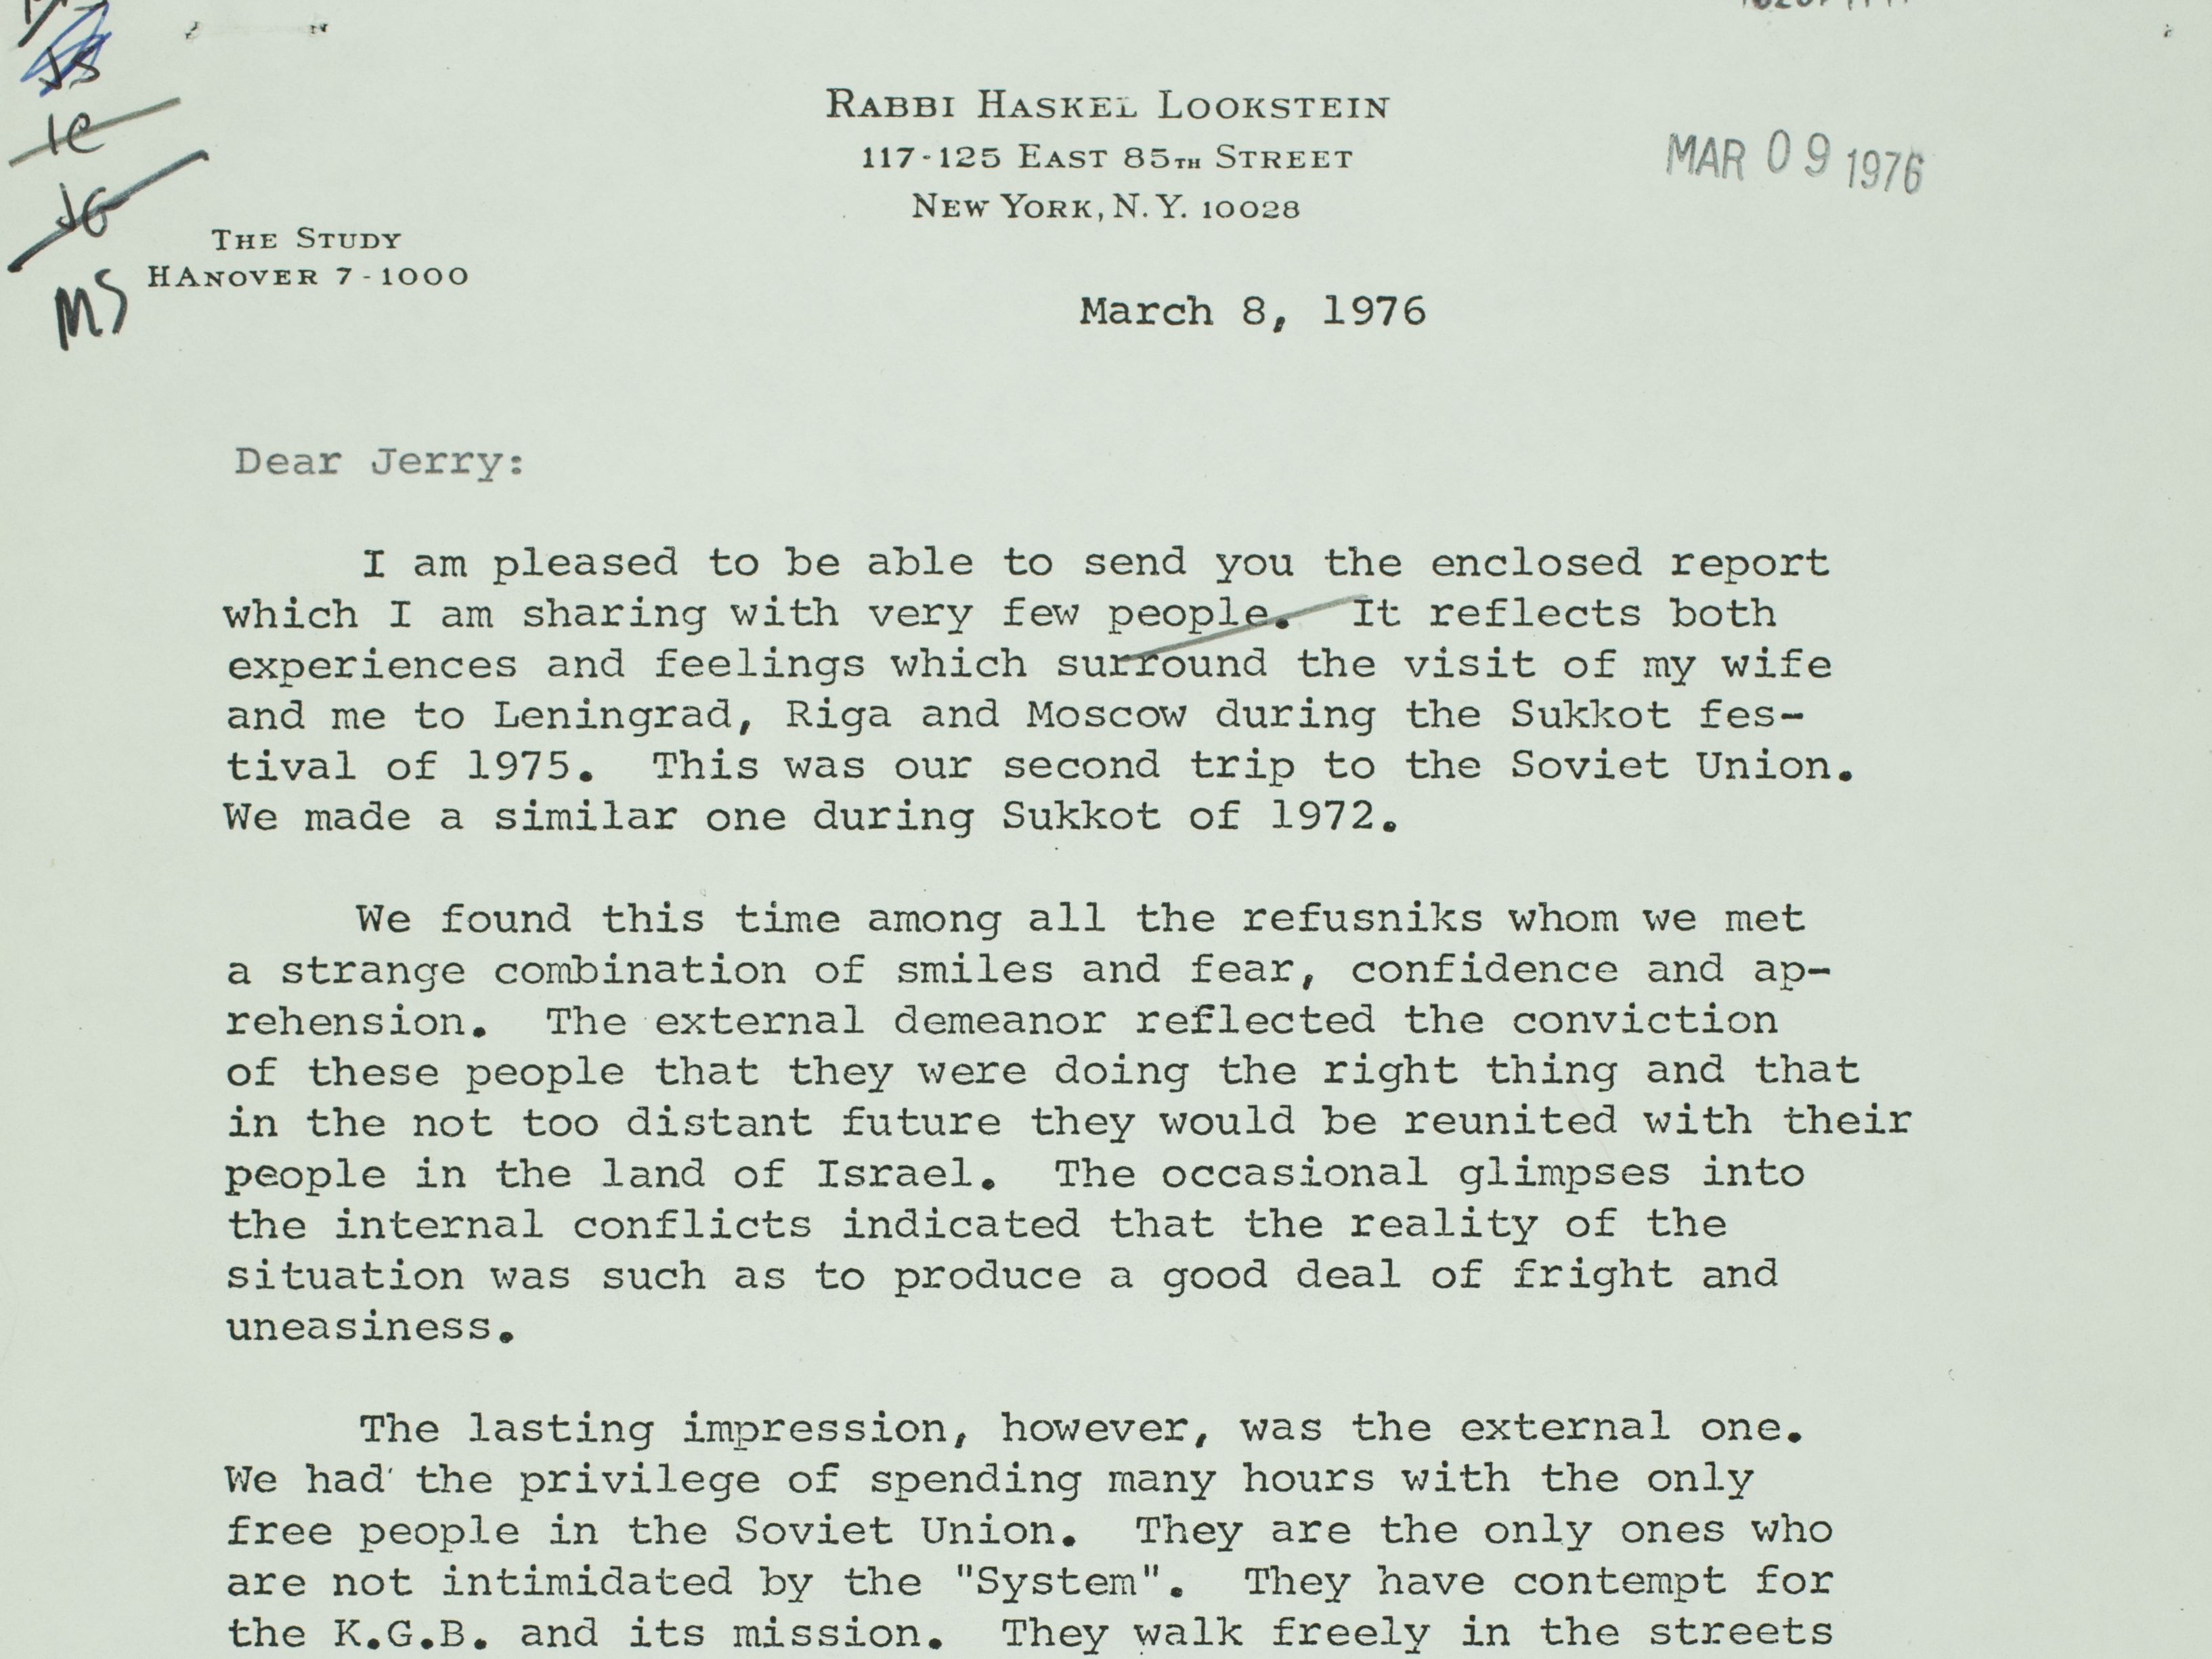 JS
RABBI HASKEL LOOKSTEIN
117-125 EAST 85TH STREET
NEW YORK, N.Y. 10028
MAR 09 1976
JG
THE STUDY
HANOVER 7-1000
MS
March 8, 1976
Dear Jerry:
I am pleased to be able to send you the enclosed report
which I am sharing with very few people. It reflects both
experiences and feelings which surround the visit of my wife
and me to Leningrad, Riga and Moscow during the Sukkot fes-
tival of 1975. This was our second trip to the Soviet Union.
We made a similar one during Sukkot of 1972.
We found this time among all the refusniks whom we met
a strange combination of smiles and fear, confidence and ap-
rehension. The external demeanor reflected the conviction
of these people that they were doing the right thing and that
in the not too distant future they would be reunited with their
people in the land of Israel. The occasional glimpses into
the internal conflicts indicated that the reality of the
situation was such as to produce a good deal of fright and
uneasiness.
The lasting impression, however, was the external one.
We had the privilege of spending many hours with the only
free people in the Soviet Union. They are the only ones who
are not intimidated by the "System". They have contempt for
the K.G.B. and its mission. They walk freely in the streets